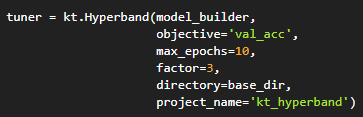 tuner = kt.Hyperband(model_builder,
                     objective='val_acc',
                     max_epochs=10,
                     factor=3,
                     directory=base_dir,
                     project_name='kt_hyperband')